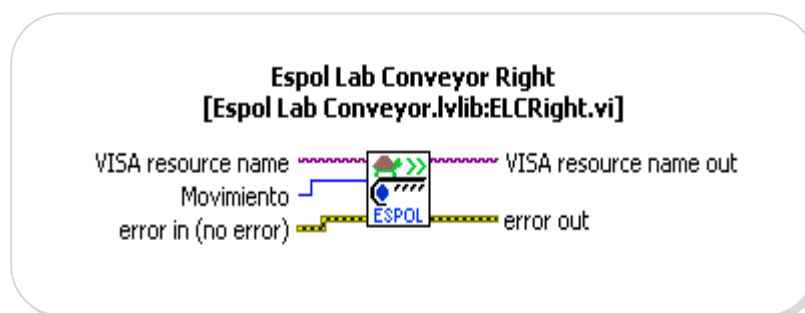 Espol Lab Conveyor Right
[Espol Lab Conveyor.lvlib:ELCRight.vi]
VISA resource name
VISA resource name out
Movimiento
ESPOL
error in (no error)
error out